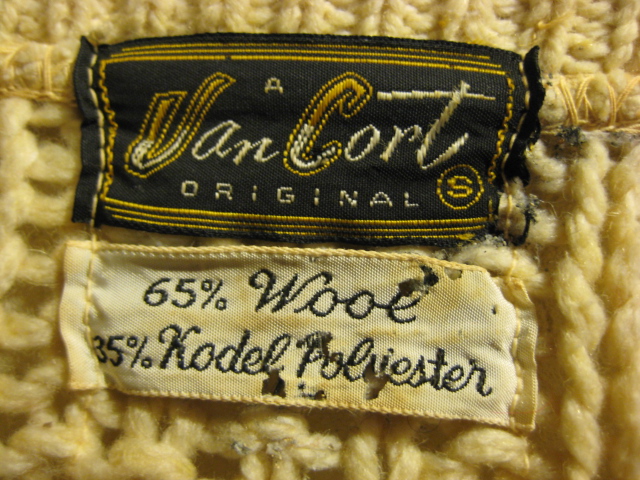 A
Van Cort
ORiGiNAL S
65% Wool
35% Kodel Polyester